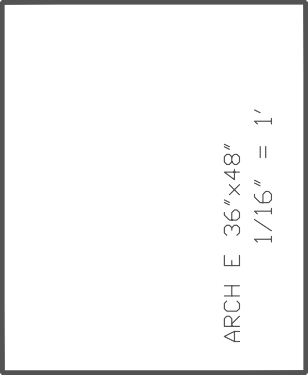 ARCH E 36"x48"
1/16" = 1'